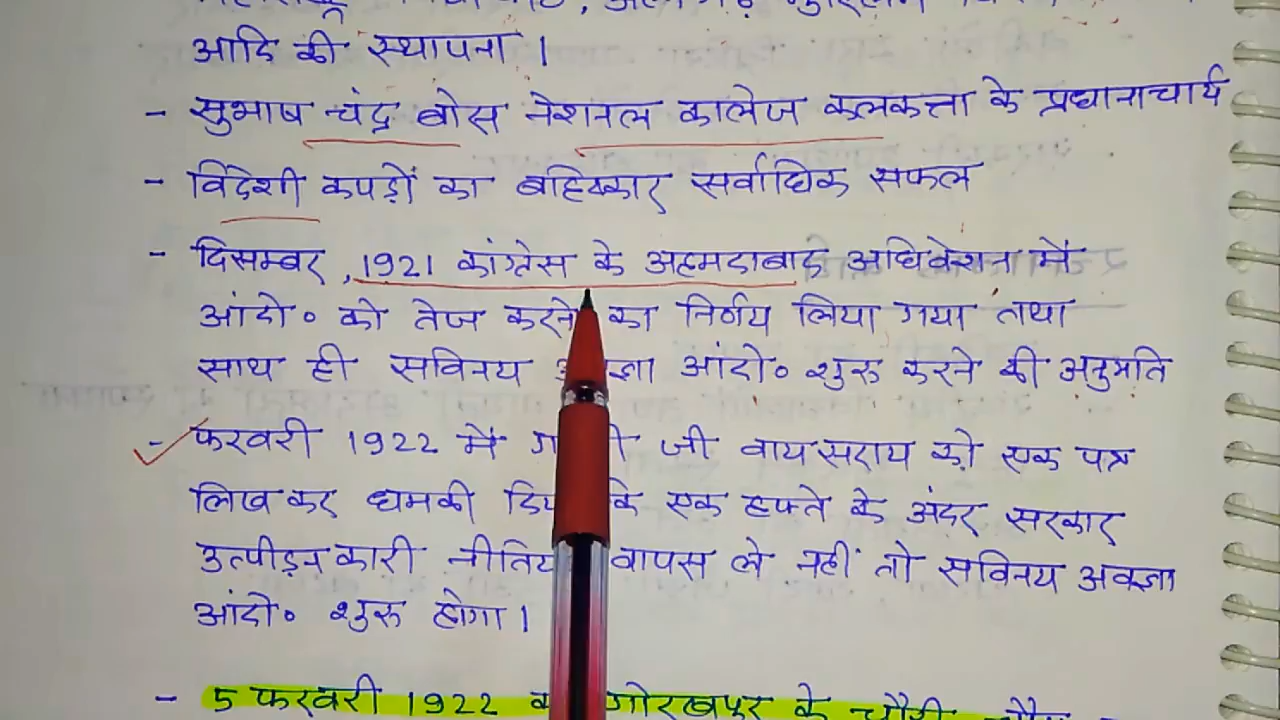 आदि की स्थापना।
- सुभाष चंद्र बोस नेशनल कालेज कलकत्ता के प्रधानाचार्य
- विदेशी कपड़ों का बहिष्कार सर्वाधिक सफल
- दिसम्बर, 1921 कांग्रेस के अहमदाबाद अधिवेशन में
आंदो० को तेज करने का निर्णय लिया गया तथा
साथ ही सविनय आंदो० शुरू करने की अनुमति
- फरवरी 1922 में जी वायसराय को एक पत्र
लिखकर धमकी कि एक हफ्ते के अंदर सरकार
उत्पीड़नकारी वापस ले नहीं तो सविनय अवज्ञा
आंदो० शुरू होगा।
- 5 फरवरी 1922 गोरखपुर के चौरी